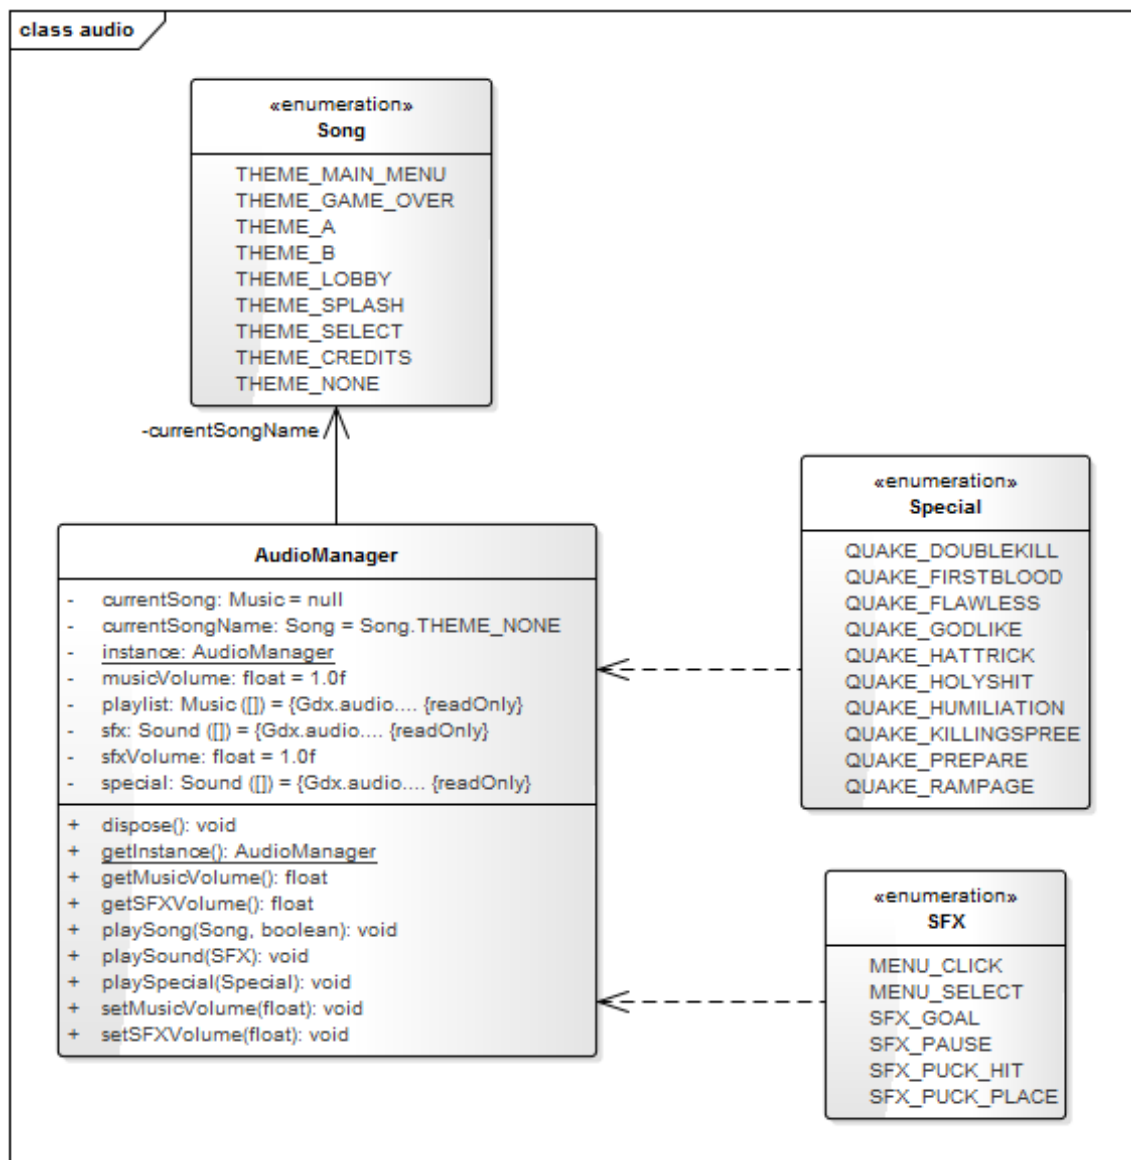 class audio
«enumeration»
Song
THEME_MAIN_MENU
THEME_GAME_OVER
THEME_A
THEME_B
THEME_LOBBY
THEME_SPLASH
THEME_SELECT
THEME_CREDITS
THEME_NONE
-currentSongName
AudioManager
- currentSong: Music = null
- currentSongName: Song = Song.THEME_NONE
- instance: AudioManager
- musicVolume: float = 1.0f
- playlist: Music ([]) = {Gdx.audio.... {readOnly}
- sfx: Sound ([]) = {Gdx.audio.... {readOnly}
- sfxVolume: float = 1.0f
- special: Sound ([]) = {Gdx.audio.... {readOnly}
+ dispose(): void
+ getInstance(): AudioManager
+ getMusicVolume(): float
+ getSFXVolume(): float
+ playSong(Song, boolean): void
+ playSound(SFX): void
+ playSpecial(Special): void
+ setMusicVolume(float): void
+ setSFXVolume(float): void
«enumeration»
Special
QUAKE_DOUBLEKILL
QUAKE_FIRSTBLOOD
QUAKE_FLAWLESS
QUAKE_GODLIKE
QUAKE_HATTRICK
QUAKE_HOLYSHIT
QUAKE_HUMILIATION
QUAKE_KILLINGSPREE
QUAKE_PREPARE
QUAKE_RAMPAGE
«enumeration»
SFX
MENU_CLICK
MENU_SELECT
SFX_GOAL
SFX_PAUSE
SFX_PUCK_HIT
SFX_PUCK_PLACE